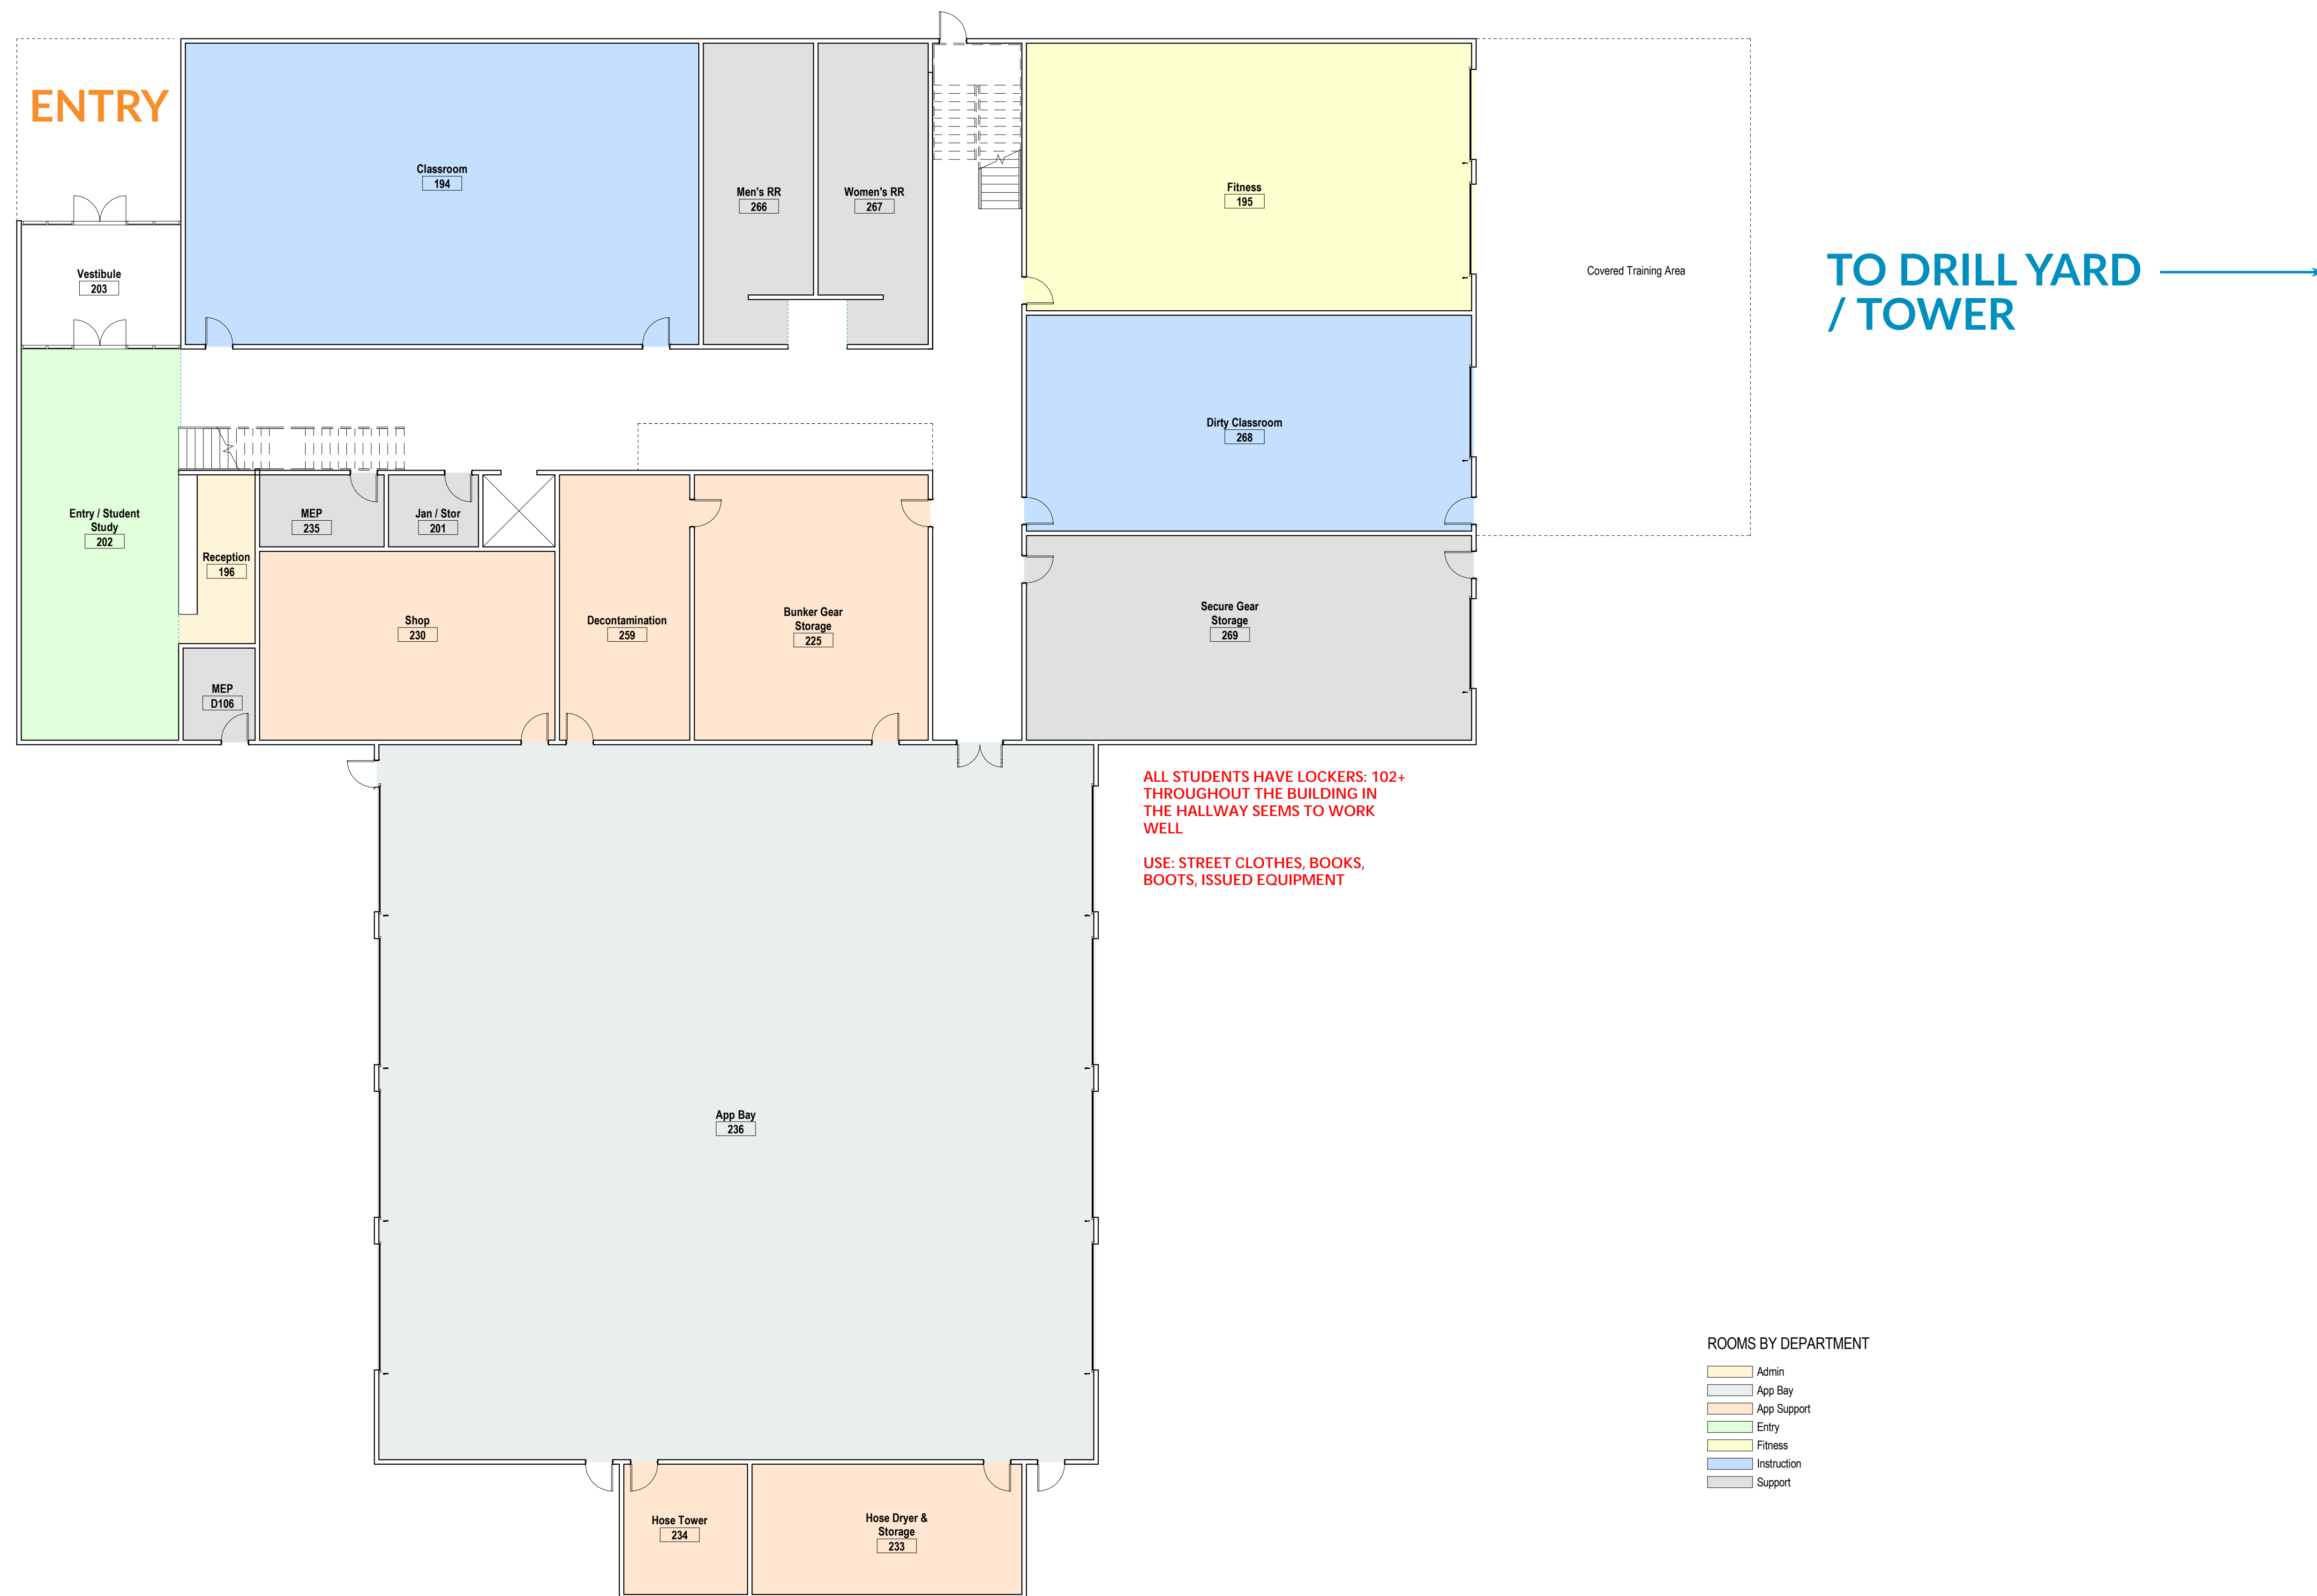 ENTRY
Classroom
194
Men's RR
266
Women's RR
267
Fitness
195
Vestibule
203
Covered Training Area
TO DRILL YARD
/ TOWER
Dirty Classroom
268
Entry / Student
Study
202
MEP
235
Jan / Stor
201
Reception
196
Shop
230
Decontamination
259
Bunker Gear
Storage
225
Secure Gear
Storage
269
MEP
D106
ALL STUDENTS HAVE LOCKERS: 102+
THROUGHOUT THE BUILDING IN
THE HALLWAY SEEMS TO WORK
WELL
USE: STREET CLOTHES, BOOKS,
BOOTS, ISSUED EQUIPMENT
App Bay
236
ROOMS BY DEPARTMENT
Admin
App Bay
App Support
Entry
Fitness
Instruction
Support
Hose Tower
234
Hose Dryer &
Storage
233